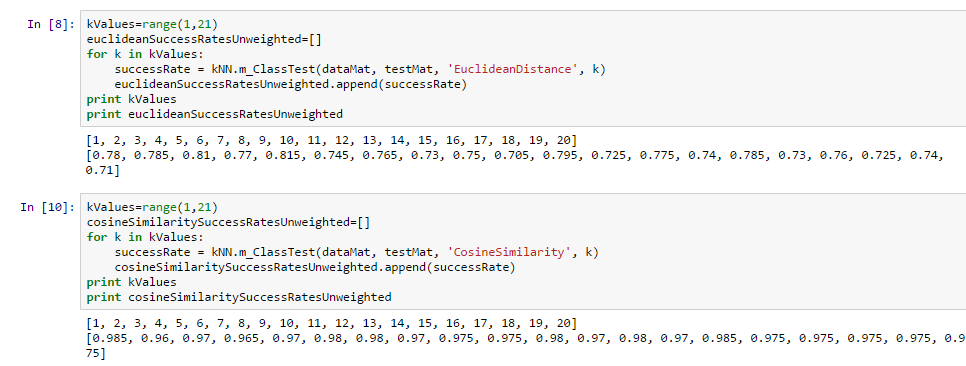 In [8]: kValues=range(1,21)
euclideanSuccessRatesUnweighted=[]
for k in kValues:
successRate = kNN.m_ClassTest(dataMat, testMat, 'EuclideanDistance', k)
euclideanSuccessRatesUnweighted.append(successRate)
print kValues
print euclideanSuccessRatesUnweighted
[1, 2, 3, 4, 5, 6, 7, 8, 9, 10, 11, 12, 13, 14, 15, 16, 17, 18, 19, 20]
[0.78, 0.785, 0.81, 0.77, 0.815, 0.745, 0.765, 0.73, 0.75, 0.705, 0.795, 0.725, 0.775, 0.74, 0.785, 0.73, 0.76, 0.725, 0.74,
0.71]
In [10]: kValues=range(1,21)
cosineSimilaritySuccessRatesUnweighted=[]
for k in kValues:
successRate = kNN.m_ClassTest(dataMat, testMat, 'CosineSimilarity', k)
cosineSimilaritySuccessRatesUnweighted.append(successRate)
print kValues
print cosineSimilaritySuccessRatesUnweighted
[1, 2, 3, 4, 5, 6, 7, 8, 9, 10, 11, 12, 13, 14, 15, 16, 17, 18, 19, 20]
[0.985, 0.96, 0.97, 0.965, 0.97, 0.98, 0.98, 0.97, 0.975, 0.975, 0.98, 0.97, 0.98, 0.97, 0.985, 0.975, 0.975, 0.975, 0.975, 0.9
75]